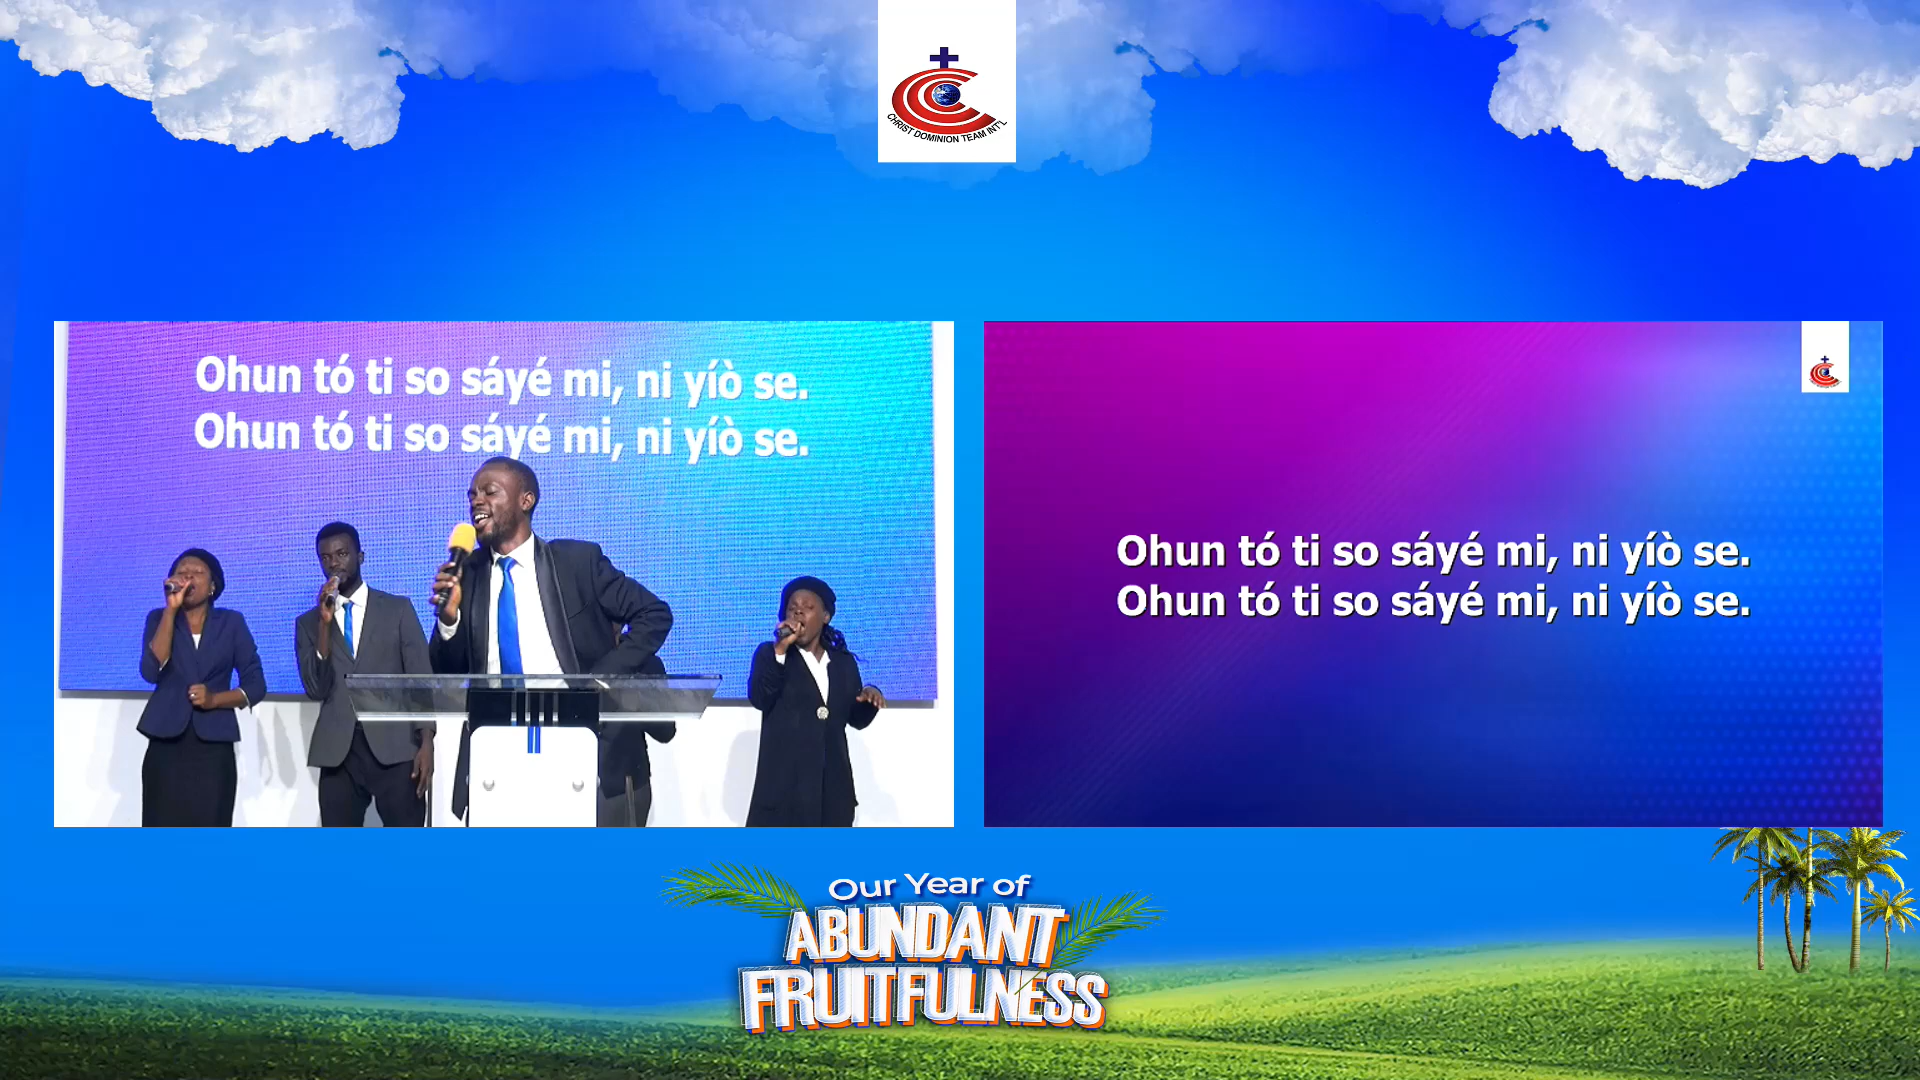 CHRIST DOMINION TEAM INT'L
Ohun tó ti so sáyé mi, ni yíò se.
Ohun tó ti so sáyé mi, ni yíò se.
Ohun tó ti so sáyé mi, ni yíò se.
Ohun tó ti so sáyé mi, ni yíò se.
Our Year of
ABUNDANT
FRUITFULNESS